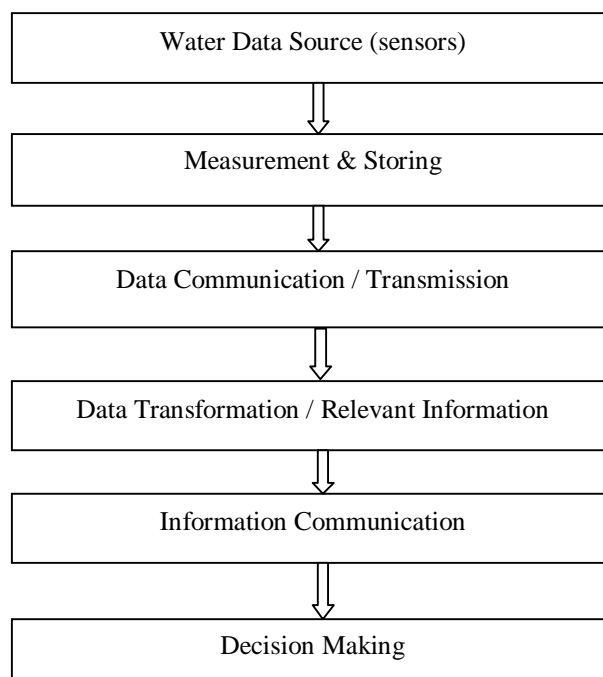 Water Data Source (sensors)
Measurement & Storing
Data Communication / Transmission
Data Transformation / Relevant Information
Information Communication
Decision Making